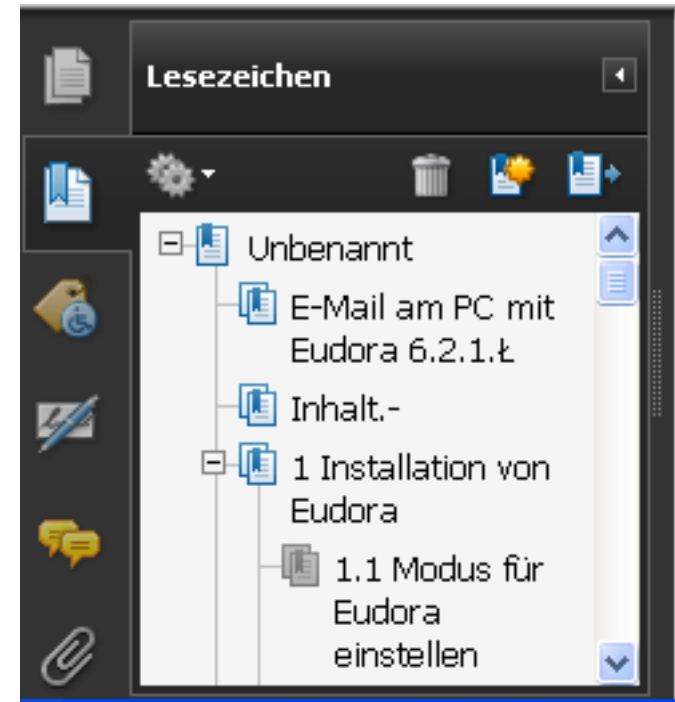 Lesezeichen
Unbenannt
E-Mail am PC mit
Eudora 6.2.1.Ł
Inhalt.-
1 Installation von
Eudora
1.1 Modus für
Eudora
einstellen